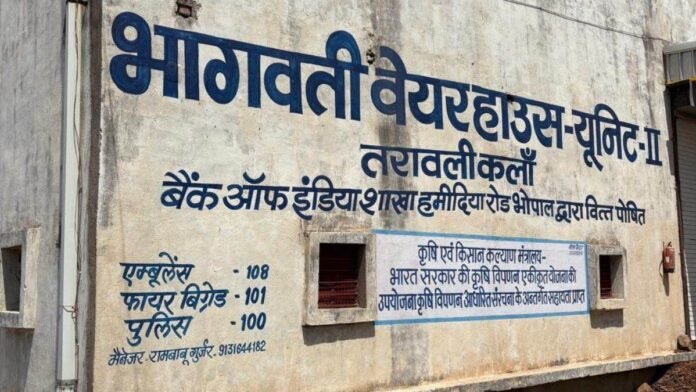 भागवती वेयरहाउस-यूनिट-II
तरावली कलाँ
बैंक ऑफ इंडिया शाखा हमीदिया रोड भोपाल द्वारा वित्त पोषित
एम्बूलेंस - 108
फायर बिग्रेड - 101
पुलिस - 100
मैनेजर - रामबाबू गुर्जर - 9131644182
कृषि एवं किसान कल्याण मंत्रालय-
भारत सरकार की कृषि विपणन एकीकृत योजना की
उपयोजना कृषि विपणन आधारित संरचना के अन्तर्गत सहायता प्राप्त